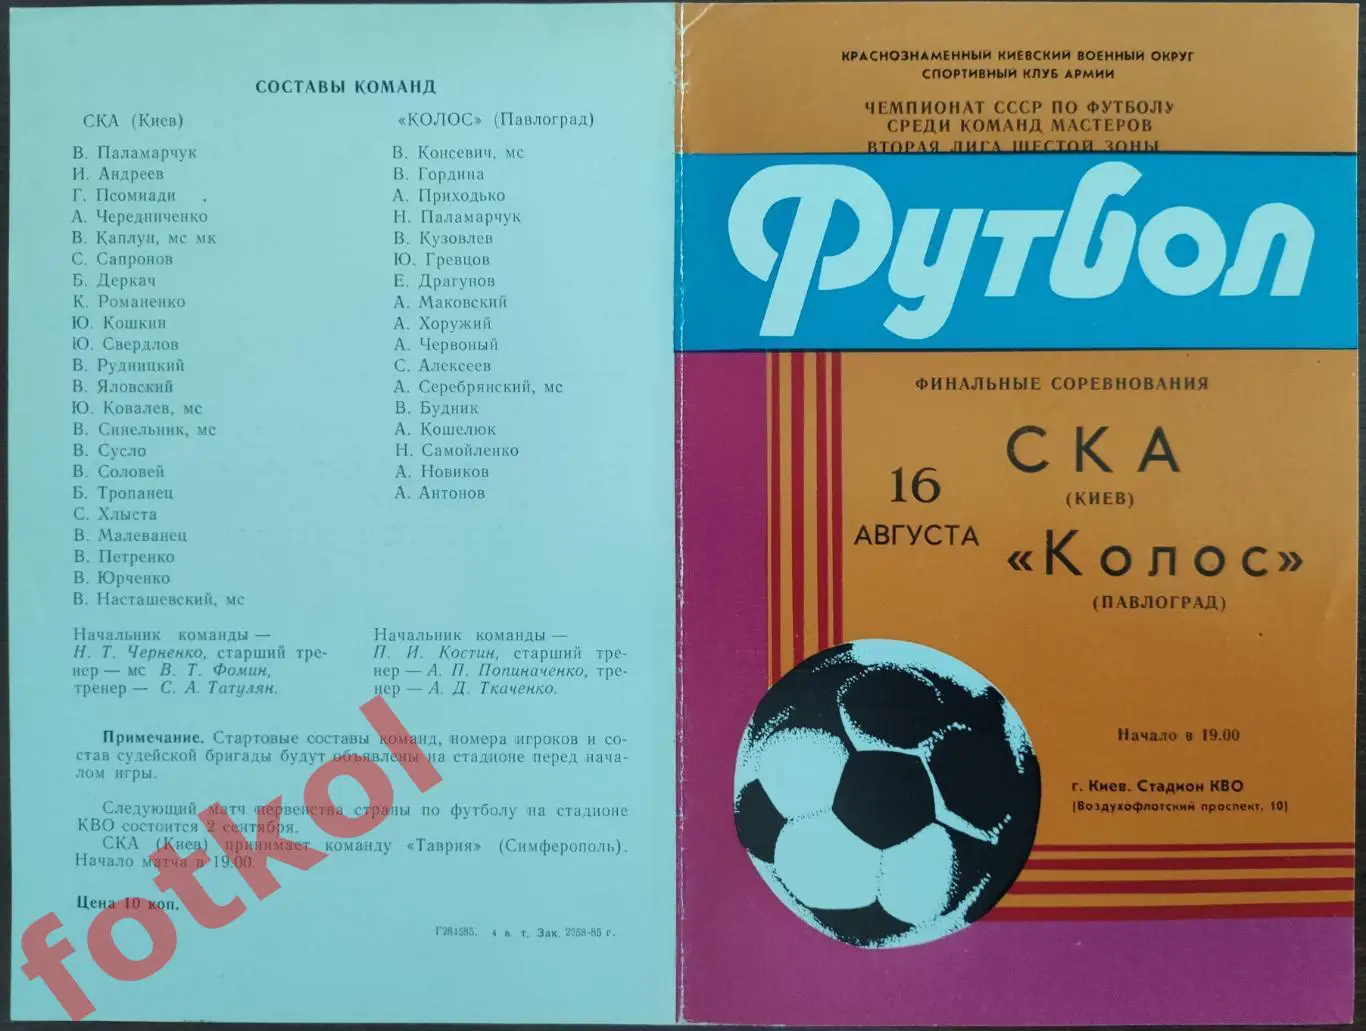 СОСТАВЫ КОМАНД
СКА (Киев)
В. Паламарчук
И. Андреев
Г. Псомиади
А. Чередниченко
В. Каплун, мс мк
С. Сапронов
Б. Деркач
К. Романенко
Ю. Кошкин
Ю. Свердлов
В. Рудницкий
В. Яловский
Ю. Ковалев, мс
В. Синельник, мс
В. Сусло
В. Соловей
Б. Тропанец
С. Хлыста
В. Малеванец
В. Петренко
В. Юрченко
В. Насташевский, мс
Начальник команды —
Н. Т. Черненко, старший тре-
нер — мс В. Т. Фомин,
тренер — С. А. Татулян.
«КОЛОС» (Павлоград)
В. Консевич, мс
В. Гордина
А. Приходько
Н. Паламарчук
В. Кузовлев
Ю. Гревцов
Е. Драгунов
А. Маковский
А. Хоружий
А. Червоный
С. Алексеев
А. Серебрянский, мс
В. Будник
А. Кошелюк
Н. Самойленко
А. Новиков
А. Антонов
Начальник команды —
П. И. Костин, старший тре-
нер — А. П. Попиначенко, тре-
нер — А. Д. Ткаченко.
Примечание. Стартовые составы команд, номера игроков и со-
став судейской бригады будут объявлены на стадионе перед нача-
лом игры.
Следующий матч первенства страны по футболу на стадионе
КВО состоится 2 сентября.
СКА (Киев) принимает команду «Таврия» (Симферополь).
Начало матча в 19.00.
Цена 10 коп.
Г284585. 4 в. т. Зак. 2258-85 г.
fotkol
КРАСНОЗНАМЕННЫЙ КИЕВСКИЙ ВОЕННЫЙ ОКРУГ
СПОРТИВНЫЙ КЛУБ АРМИИ
ЧЕМПИОНАТ СССР ПО ФУТБОЛУ
СРЕДИ КОМАНД МАСТЕРОВ
ВТОРАЯ ЛИГА ШЕСТОЙ ЗОНЫ
Футбол
ФИНАЛЬНЫЕ СОРЕВНОВАНИЯ
16
АВГУСТА
СКА
(КИЕВ)
«Колос»
(ПАВЛОГРАД)
Начало в 19.00
г. Киев. Стадион КВО
(Воздухофлотский проспект, 10)